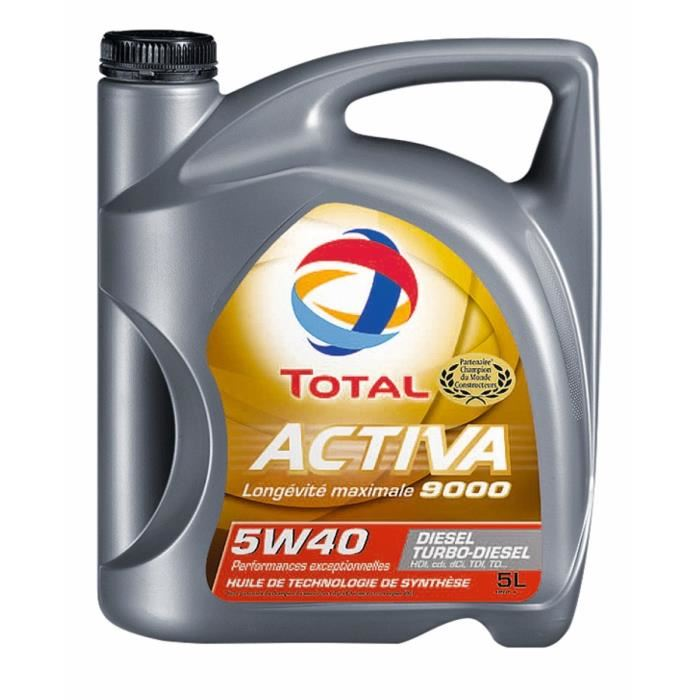 TOTAL
Partenaire
Champion
du Monde
Constructeurs
ACTIVA
Longévité maximale 9000
5W40
Performances exceptionnelles
DIESEL
TURBO-DIESEL
HDI, cdi, dCi, TDI, TD...
HUILE DE TECHNOLOGIE DE SYNTHÈSE
5L